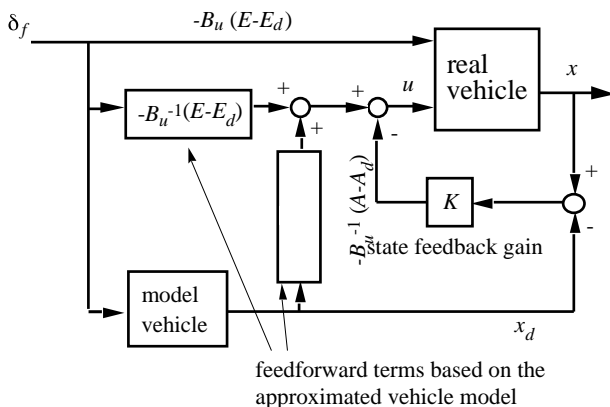 δf
-Bu (E-Ed)
real
vehicle
x
u
+
+
+
-
-Bu-1(E-Ed)
-Bu-1 (A-Ad)
K
+
-
state feedback gain
model
vehicle
xd
feedforward terms based on the
approximated vehicle model